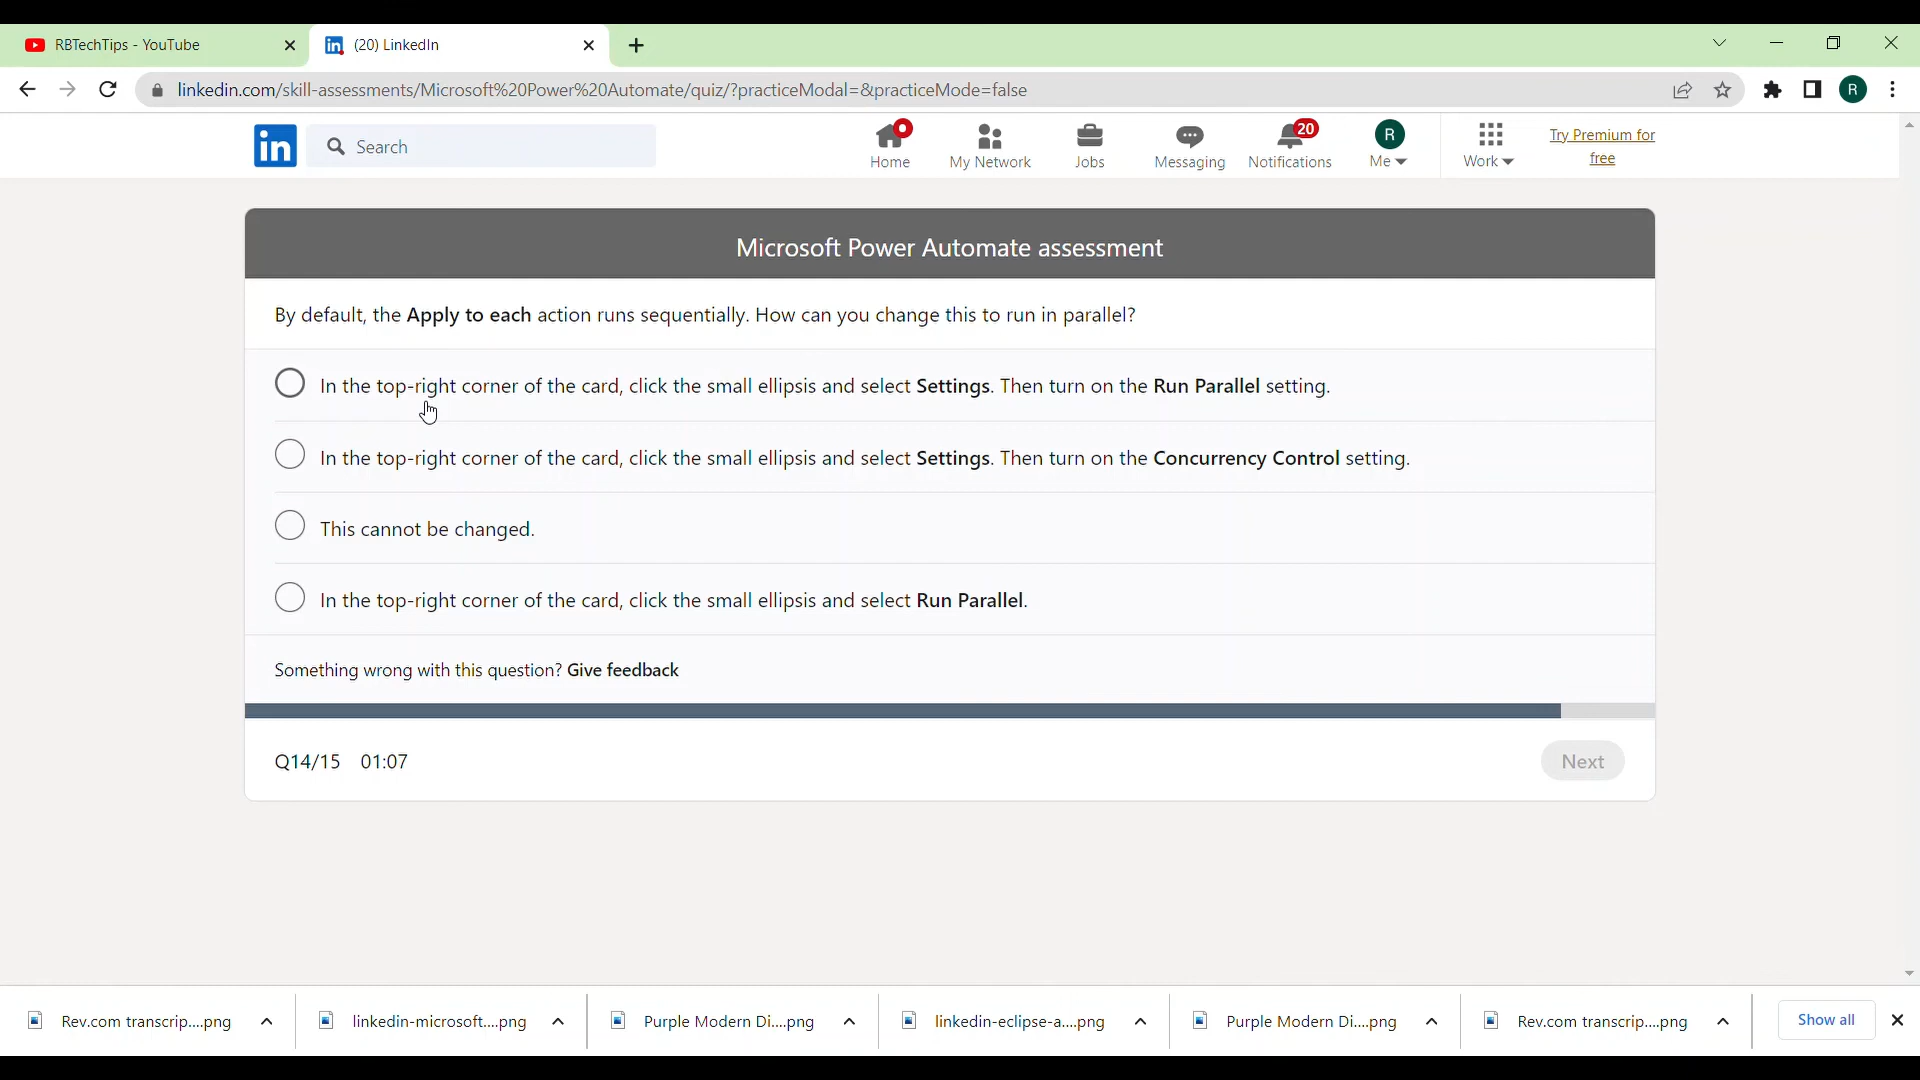 RBTechTips - YouTube
(20) LinkedIn
linkedin.com/skill-assessments/Microsoft%20Power%20Automate/quiz/?practiceModal=&practiceMode=false
R
in
Search
Home
My Network
Jobs
Messaging
20
Notifications
R
Me
Work
Try Premium for
free
Microsoft Power Automate assessment
By default, the Apply to each action runs sequentially. How can you change this to run in parallel?
In the top-right corner of the card, click the small ellipsis and select Settings. Then turn on the Run Parallel setting.
In the top-right corner of the card, click the small ellipsis and select Settings. Then turn on the Concurrency Control setting.
This cannot be changed.
In the top-right corner of the card, click the small ellipsis and select Run Parallel.
Something wrong with this question? Give feedback
Q14/15 01:07
Next
Rev.com transcrip....png
linkedin-microsoft....png
Purple Modern Di....png
linkedin-eclipse-a....png
Purple Modern Di....png
Rev.com transcrip....png
Show all